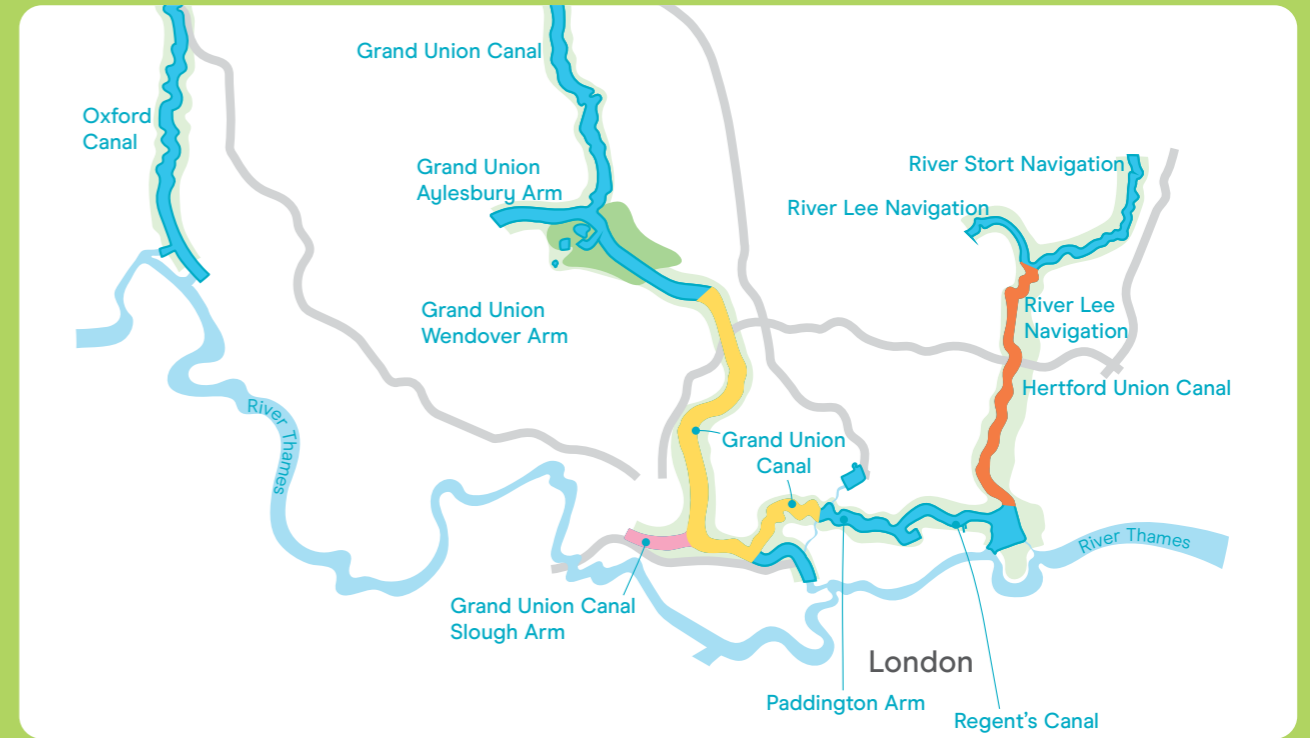 Grand Union Canal
Oxford
Canal
Grand Union
Aylesbury Arm
River Stort Navigation
River Lee Navigation
Grand Union
Wendover Arm
River Lee
Navigation
Hertford Union Canal
River Thames
Grand Union
Canal
River Thames
Grand Union Canal
Slough Arm
London
Paddington Arm
Regent's Canal